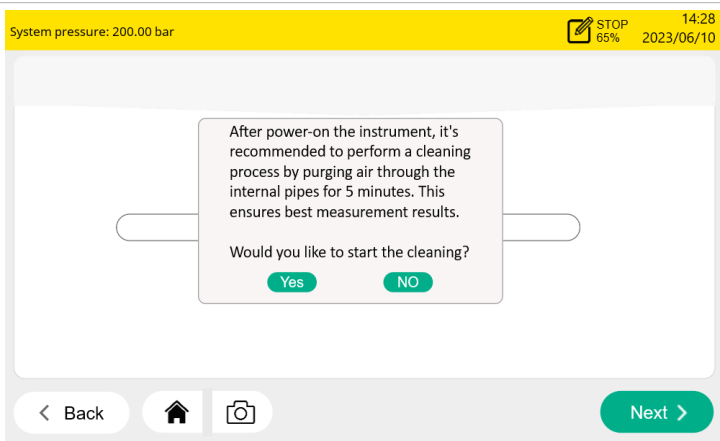 System pressure: 200.00 bar
STOP
65%
14:28
2023/06/10
After power-on the instrument, it's
recommended to perform a cleaning
process by purging air through the
internal pipes for 5 minutes. This
ensures best measurement results.
Would you like to start the cleaning?
Yes
NO
Back
Next